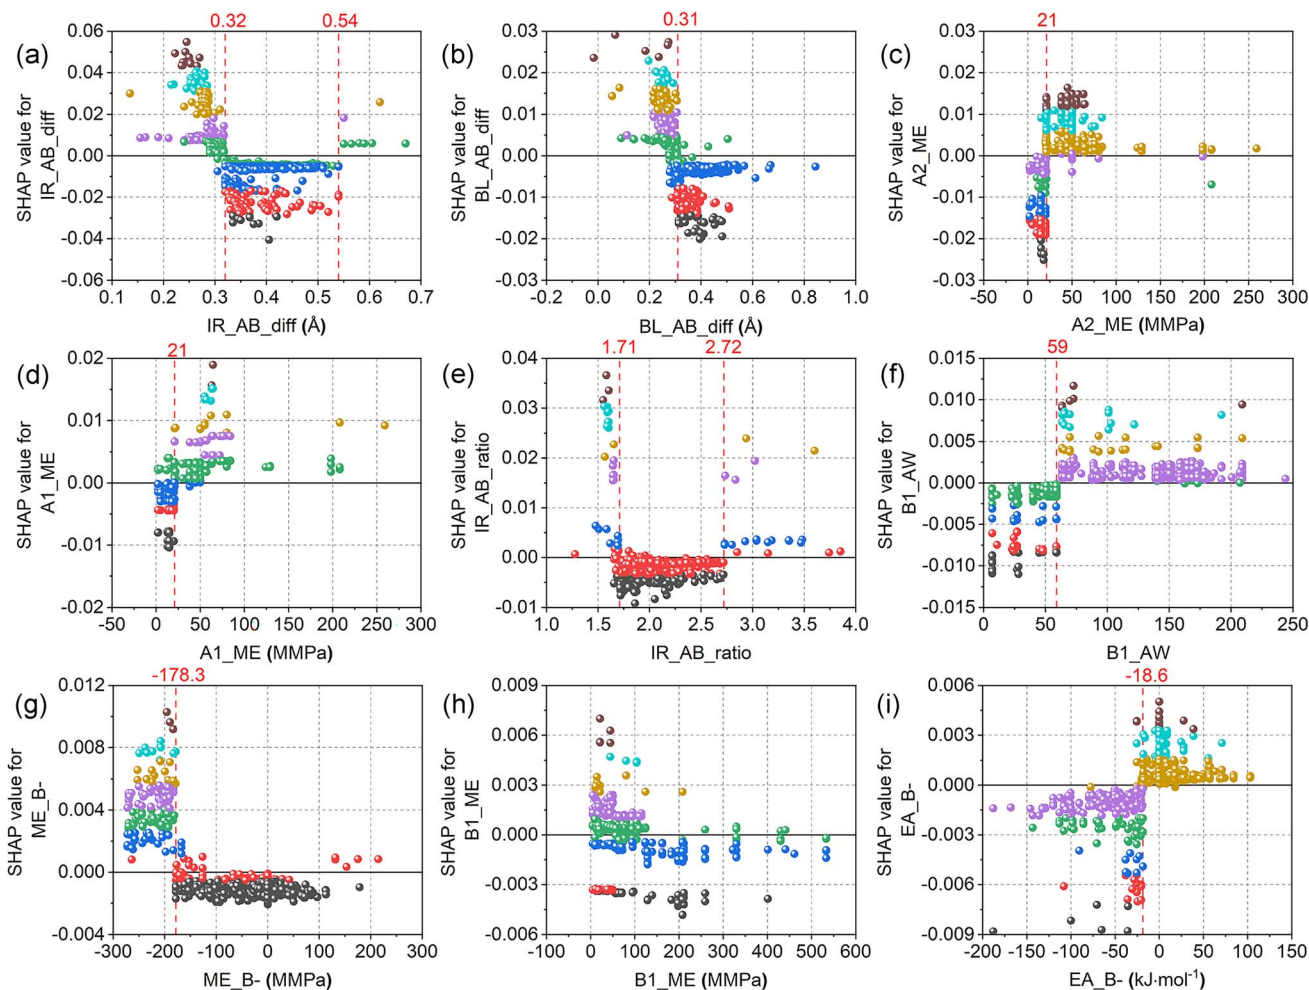 (a)
0.32
0.54
SHAP value for
IR_AB_diff
0.06
0.04
0.02
0.00
-0.02
-0.04
-0.06
0.1 0.2 0.3 0.4 0.5 0.6 0.7
IR_AB_diff (Å)
(b)
0.31
SHAP value for
BL_AB_diff
0.03
0.02
0.01
0.00
-0.01
-0.02
-0.03
-0.2 0.0 0.2 0.4 0.6 0.8 1.0
BL_AB_diff (Å)
(c)
21
SHAP value for
A2_ME
0.03
0.02
0.01
0.00
-0.01
-0.02
-0.03
-50 0 50 100 150 200 250 300
A2_ME (MMPa)
(d)
21
SHAP value for
A1_ME
0.02
0.01
0.00
-0.01
-0.02
-50 0 50 100 150 200 250 300
A1_ME (MMPa)
(e)
1.71
2.72
SHAP value for
IR_AB_ratio
0.04
0.03
0.02
0.01
0.00
-0.01
1.0 1.5 2.0 2.5 3.0 3.5 4.0
IR_AB_ratio
(f)
59
SHAP value for
B1_AW
0.015
0.010
0.005
0.000
-0.005
-0.010
-0.015
0 50 100 150 200 250
B1_AW
(g)
-178.3
SHAP value for
ME_B-
0.012
0.008
0.004
0.000
-0.004
-300 -200 -100 0 100 200 300
ME_B- (MMPa)
(h)
SHAP value for
B1_ME
0.009
0.006
0.003
0.000
-0.003
-0.006
-100 0 100 200 300 400 500 600
B1_ME (MMPa)
(i)
-18.6
SHAP value for
EA_B-
0.006
0.003
0.000
-0.003
-0.006
-0.009
-200 -150 -100 -50 0 50 100 150
EA_B- (kJ·mol⁻¹)